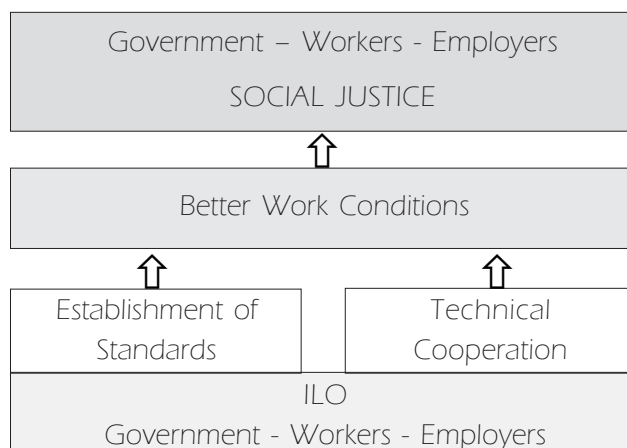 Government – Workers - Employers
SOCIAL JUSTICE
Better Work Conditions
Establishment of
Standards
Technical
Cooperation
ILO
Government - Workers - Employers